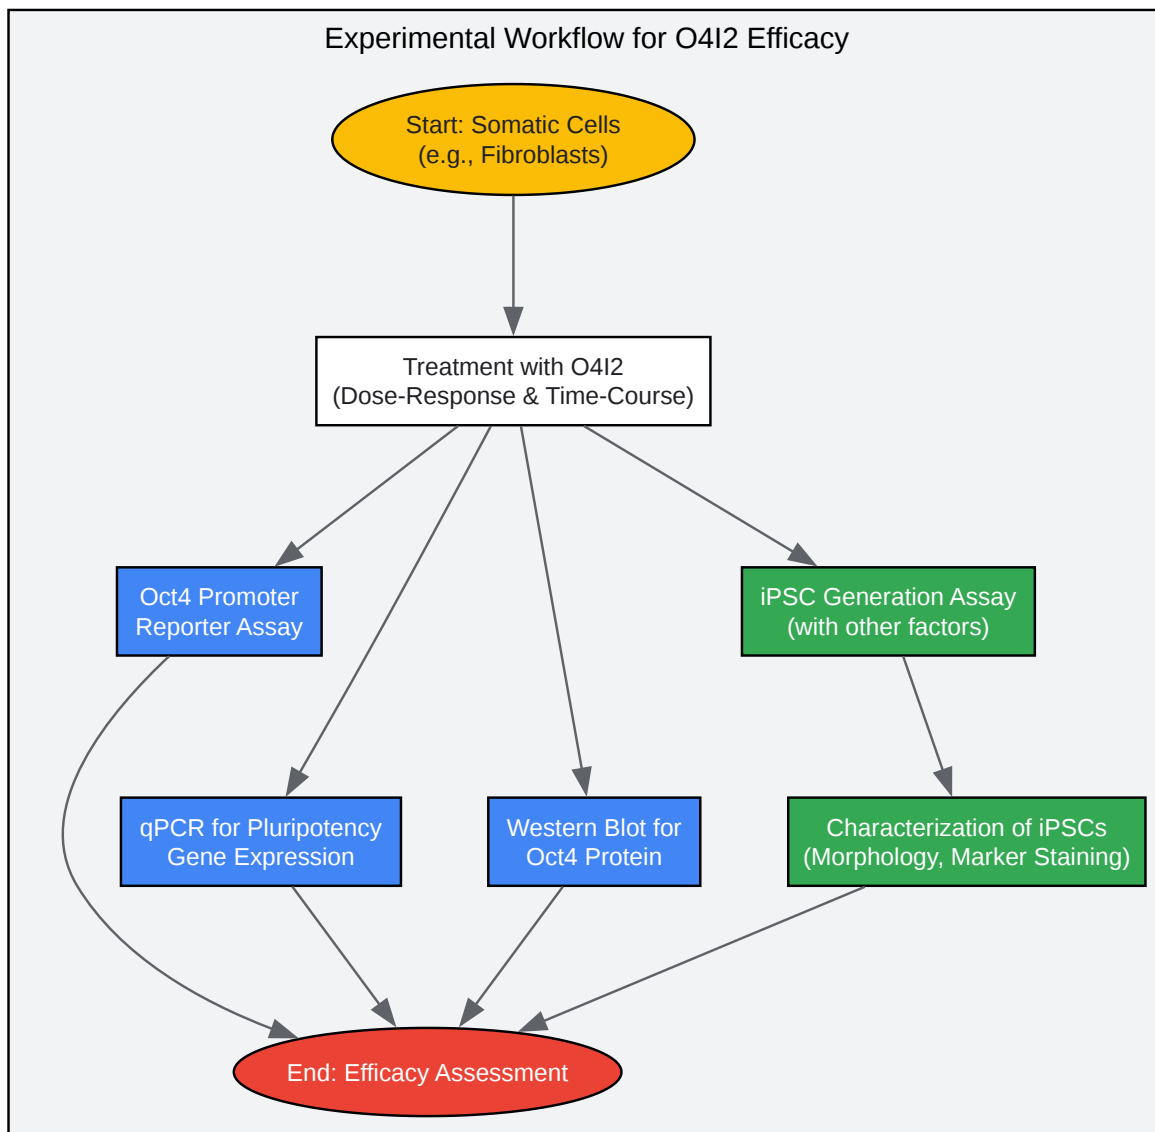 Experimental Workflow for O4I2 Efficacy
Start: Somatic Cells
(e.g., Fibroblasts)
Treatment with O4I2
(Dose-Response & Time-Course)
Oct4 Promoter
Reporter Assay
iPSC Generation Assay
(with other factors)
qPCR for Pluripotency
Gene Expression
Western Blot for
Oct4 Protein
Characterization of iPSCs
(Morphology, Marker Staining)
End: Efficacy Assessment